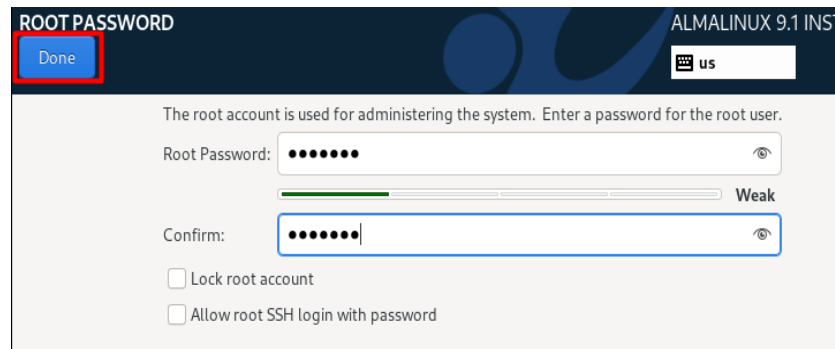 ROOT PASSWORD
ALMALINUX 9.1 INST
Done
us
The root account is used for administering the system. Enter a password for the root user.
Root Password: •••••••
Weak
Confirm: •••••••
Lock root account
Allow root SSH login with password